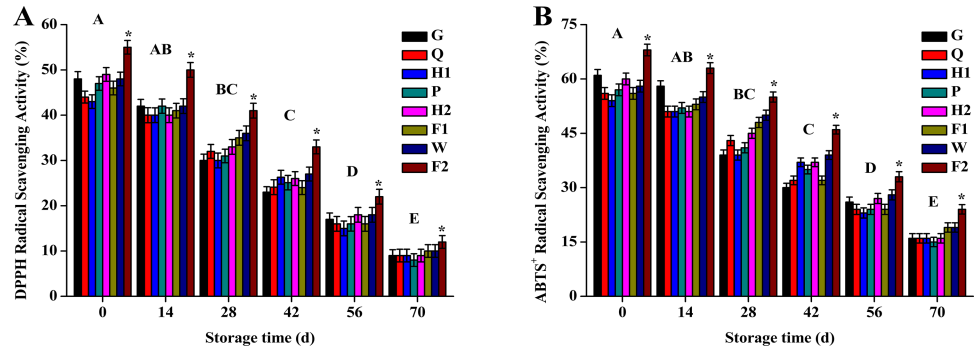 A
DPPH Radical Scavenging Activity (%)
60
50
40
30
20
10
0
A
AB
BC
C
D
E
* * * * * *
G
Q
H1
P
H2
F1
W
F2
0 14 28 42 56 70
Storage time (d)
B
ABTS⁺ Radical Scavenging Activity (%)
75
60
45
30
15
0
A
AB
BC
C
D
E
* * * * * *
G
Q
H1
P
H2
F1
W
F2
0 14 28 42 56 70
Storage time (d)